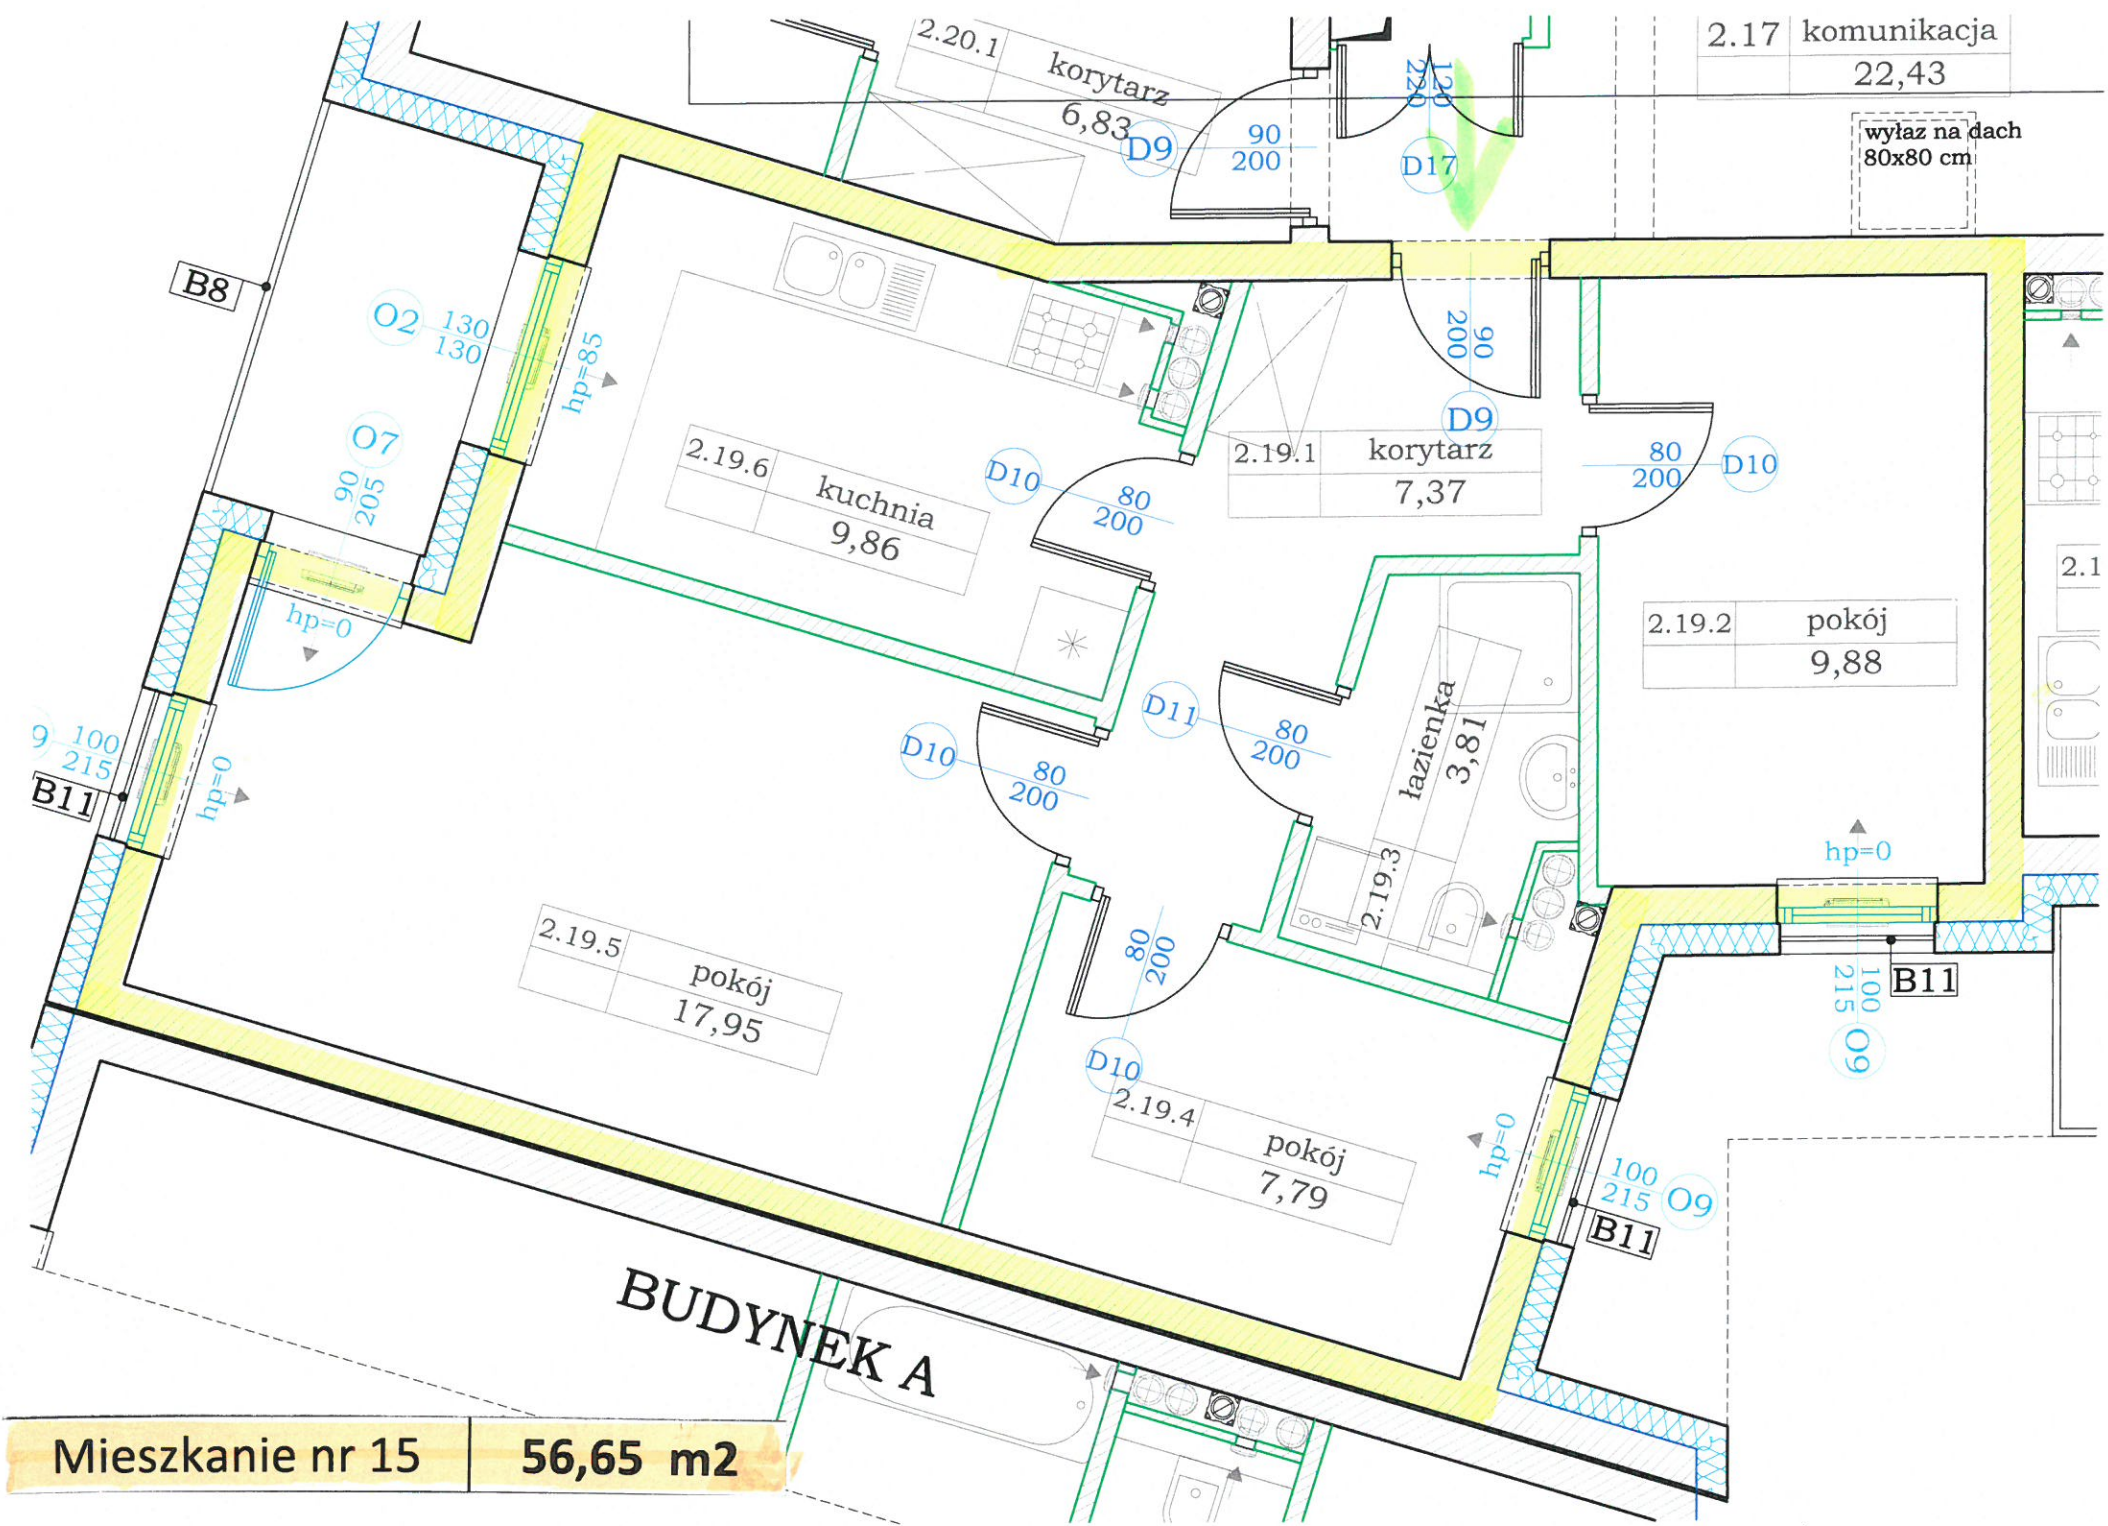 2.20.1 korytarz
6,83
2.17 komunikacja
22,43
wyłaz na dach
80x80 cm
D9 90
200
120
220
D17
B8
O2 130
130
hp=85
O7
90
205
hp=0
90
200
D9
2.19.6 kuchnia
9,86
D10 80
200
2.19.1 korytarz
7,37
80 D10
200
2.19.2 pokój
9,88
2.1
9 100
215
B11
hp=0
D10 80
200
D11 80
200
łazienka
3,81
2.19.3
hp=0
100
215
B11
O9
2.19.5 pokój
17,95
80
200
D10
2.19.4 pokój
7,79
hp=0
100 O9
215
B11
BUDYNEK A
Mieszkanie nr 15 56,65 m2